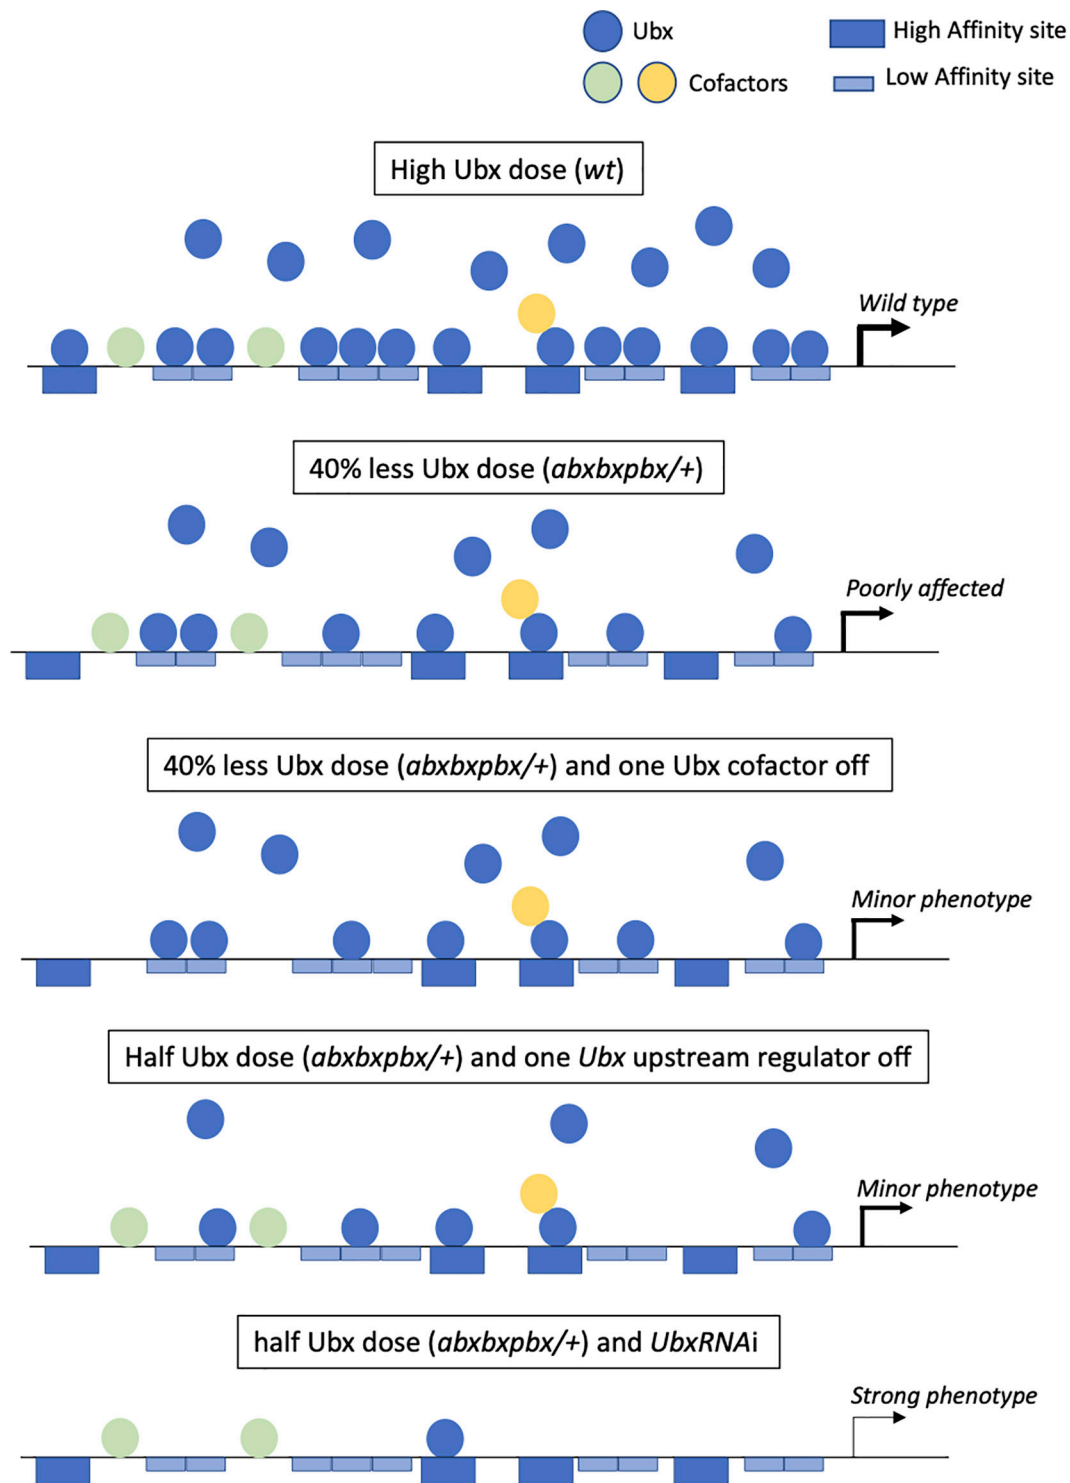 Ubx
High Affinity site
Cofactors
Low Affinity site
High Ubx dose (wt)
Wild type
40% less Ubx dose (abxbxpbx/+)
Poorly affected
40% less Ubx dose (abxbxpbx/+) and one Ubx cofactor off
Minor phenotype
Half Ubx dose (abxbxpbx/+) and one Ubx upstream regulator off
Minor phenotype
half Ubx dose (abxbxpbx/+) and UbxRNAi
Strong phenotype